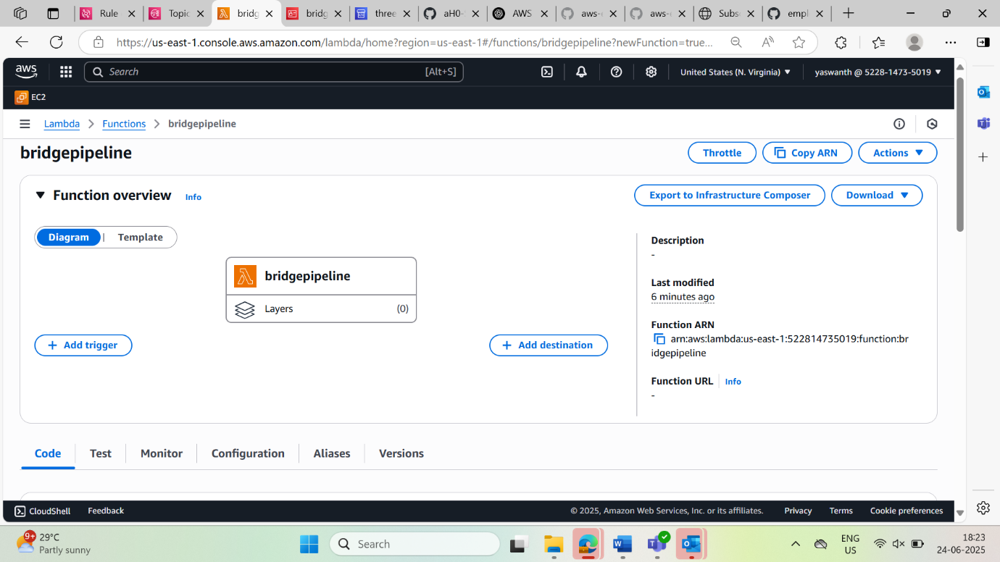 Rule
Topic
bridg
bridg
three
aH0-
AWS
aws-
aws-
Subs
empl
https://us-east-1.console.aws.amazon.com/lambda/home?region=us-east-1#/functions/bridgepipeline?newFunction=true...
aws
Search
[Alt+S]
United States (N. Virginia)
yaswanth @ 5228-1473-5019
EC2
Lambda > Functions > bridgepipeline
bridgepipeline
Throttle
Copy ARN
Actions
Function overview
Info
Export to Infrastructure Composer
Download
Diagram | Template
bridgepipeline
Layers (0)
+ Add trigger
+ Add destination
Description
-
Last modified
6 minutes ago
Function ARN
arn:aws:lambda:us-east-1:522814735019:function:br
idgepipeline
Function URL
Info
-
Code
Test
Monitor
Configuration
Aliases
Versions
CloudShell
Feedback
© 2025, Amazon Web Services, Inc. or its affiliates.
Privacy
Terms
Cookie preferences
9+
29°C
Partly sunny
Search
ENG
US
18:23
24-06-2025